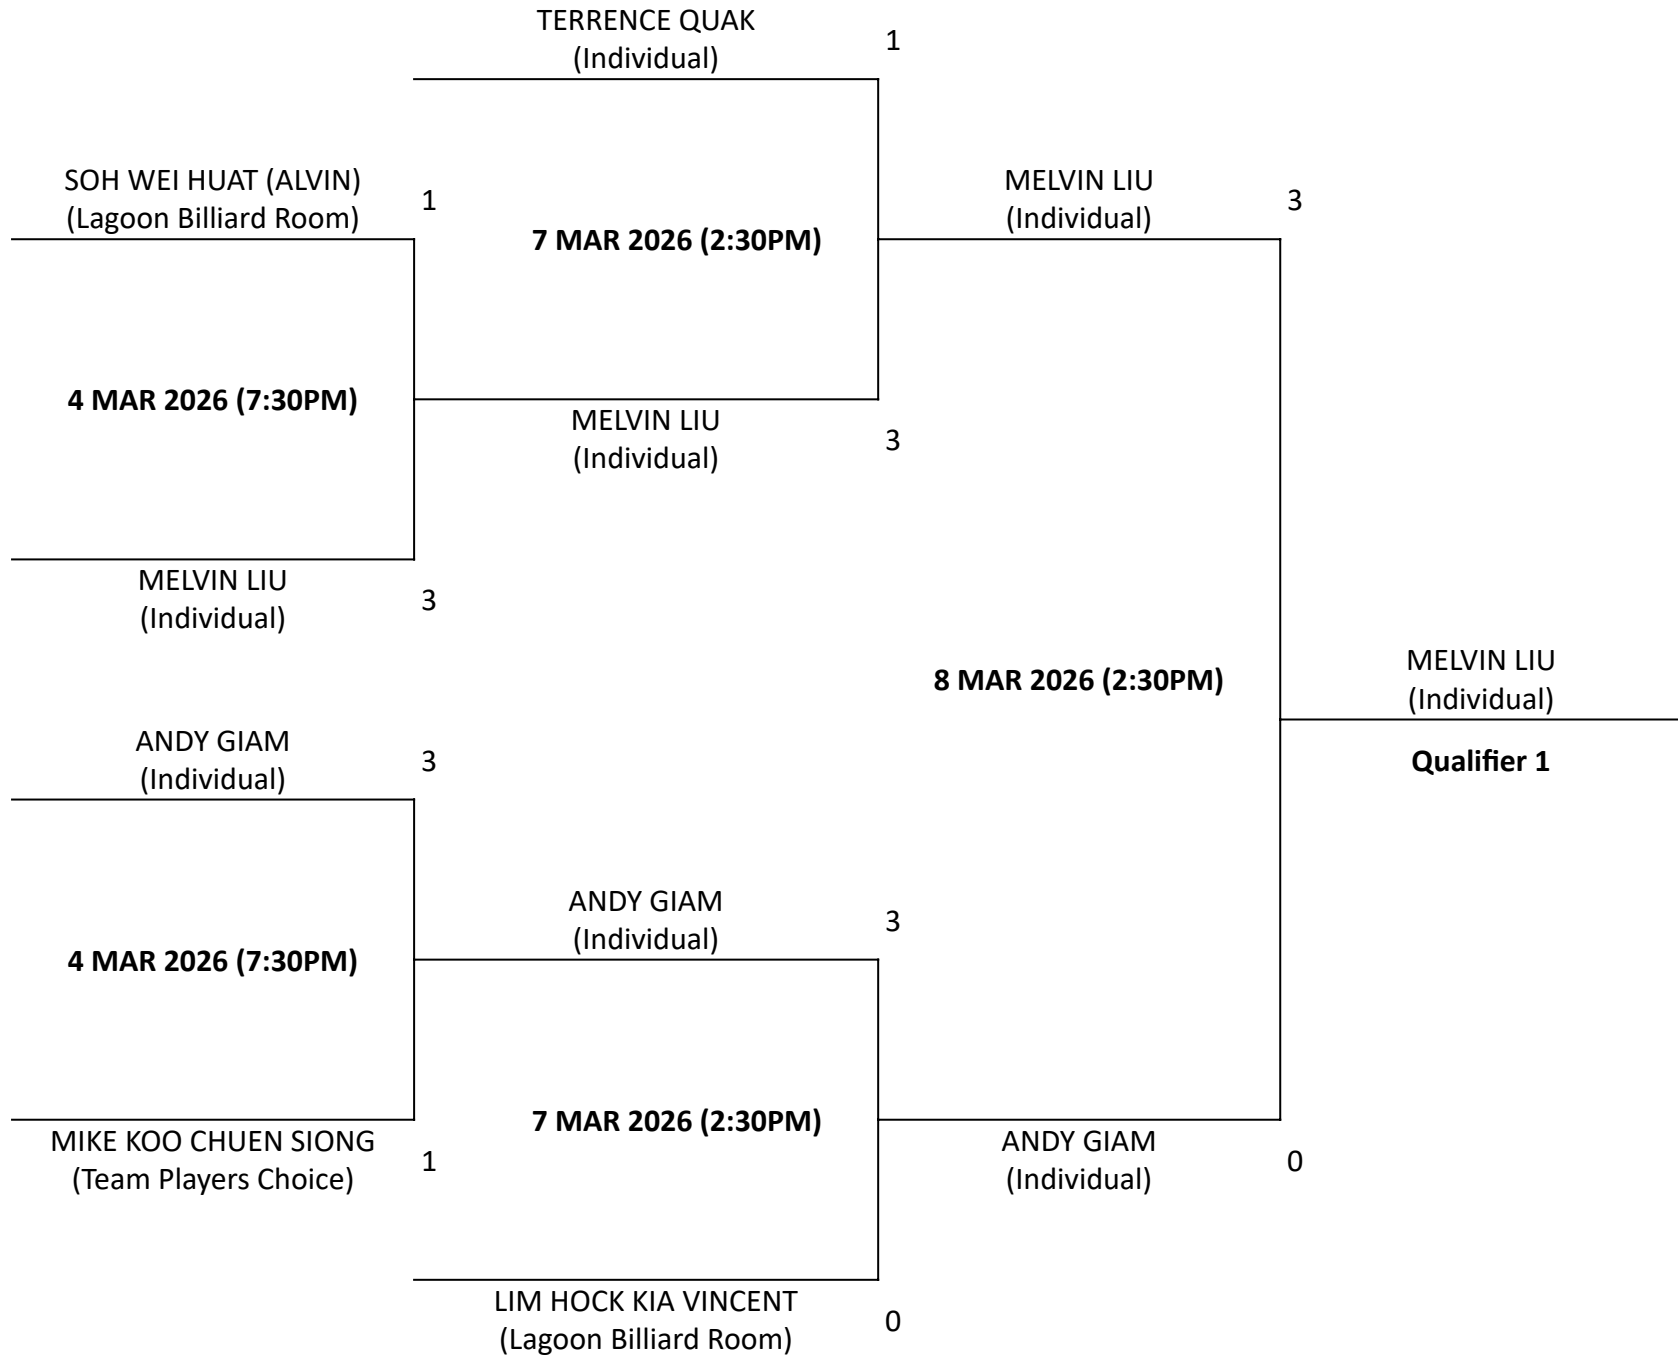 TERRENCE QUAK
(Individual)
1
SOH WEI HUAT (ALVIN)
(Lagoon Billiard Room)
1
7 MAR 2026 (2:30PM)
MELVIN LIU
(Individual)
3
4 MAR 2026 (7:30PM)
MELVIN LIU
(Individual)
3
MELVIN LIU
(Individual)
3
8 MAR 2026 (2:30PM)
MELVIN LIU
(Individual)
Qualifier 1
ANDY GIAM
(Individual)
3
4 MAR 2026 (7:30PM)
ANDY GIAM
(Individual)
3
MIKE KOO CHUEN SIONG
(Team Players Choice)
1
7 MAR 2026 (2:30PM)
ANDY GIAM
(Individual)
0
LIM HOCK KIA VINCENT
(Lagoon Billiard Room)
0